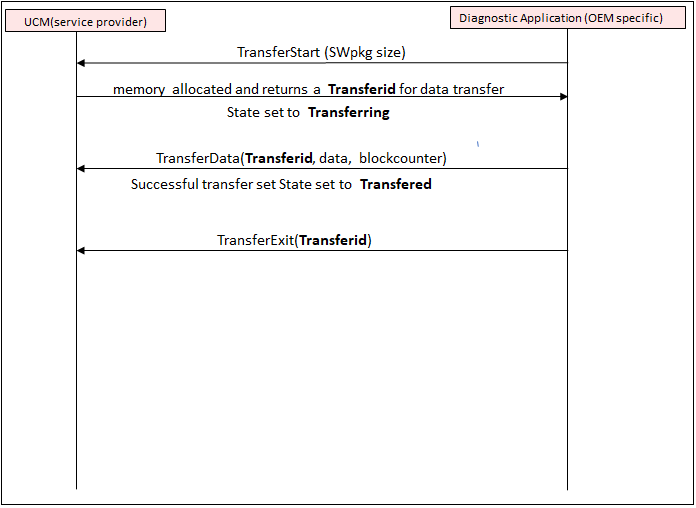 UCM(service provider)
Diagnostic Application (OEM specific)
TransferStart (SWpkg size)
memory allocated and returns a Transferid for data transfer
State set to Transferring
TransferData(Transferid, data, blockcounter)
Successful transfer set State set to Transfered
TransferExit(Transferid)